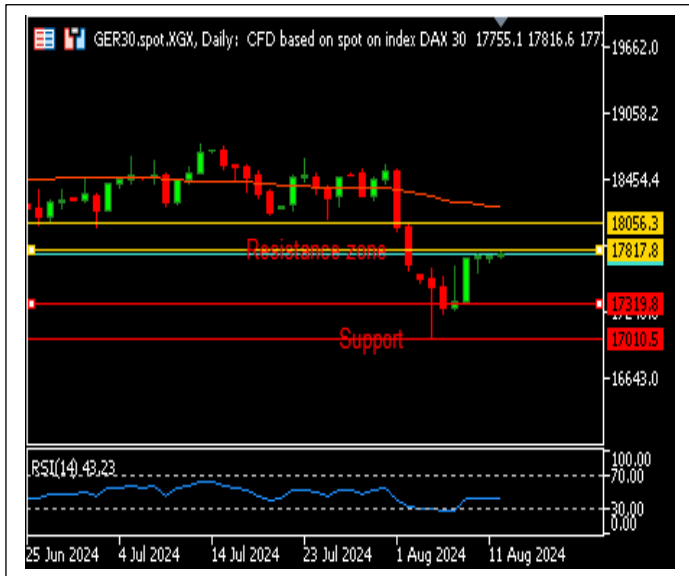 GER30.spot.XGX, Daily: CFD based on spot on index DAX 30 17755.1 17816.6 177
19662.0
19058.2
18454.4
18056.3
Resistance zone
17817.8
17319.8
17010.5
Support
16643.0
RSI(14) 43,23
100.00
70.00
30.00
0.00
25 Jun 2024 4 Jul 2024 14 Jul 2024 23 Jul 2024 1 Aug 2024 11 Aug 2024